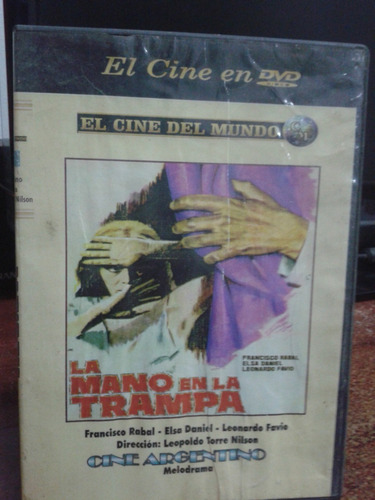 El Cine en DVD
EL CINE DEL MUNDO
FRANCISCO RABAL
ELSA DANIEL
LEONARDO FAVIO
LA
MANO EN LA
TRAMPA
Francisco Rabal - Elsa Daniel - Leonardo Favio
Dirección: Leopoldo Torre Nilson
CINE ARGENTINO
Melodrama
Nilson